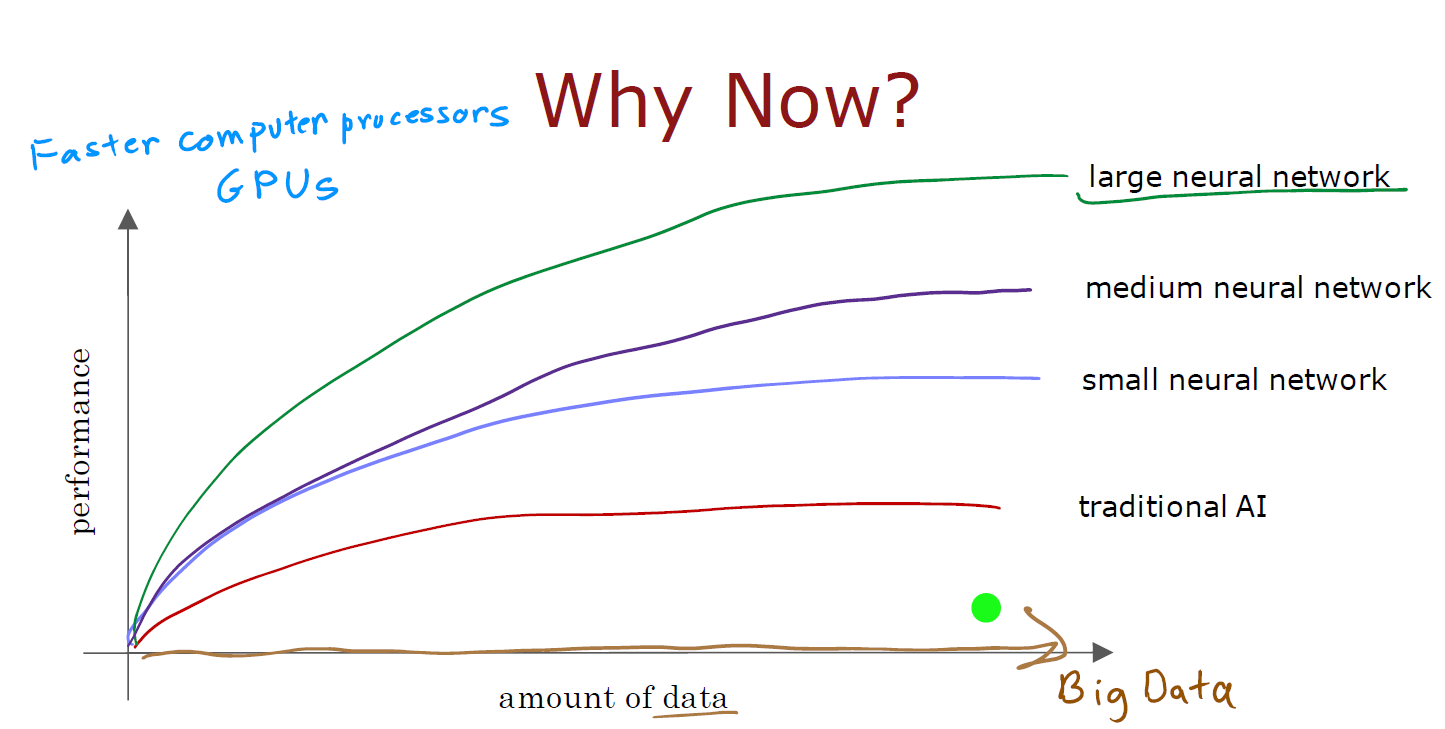 Why Now?
Faster computer processors
GPUs
large neural network
medium neural network
small neural network
traditional AI
performance
amount of data
Big Data